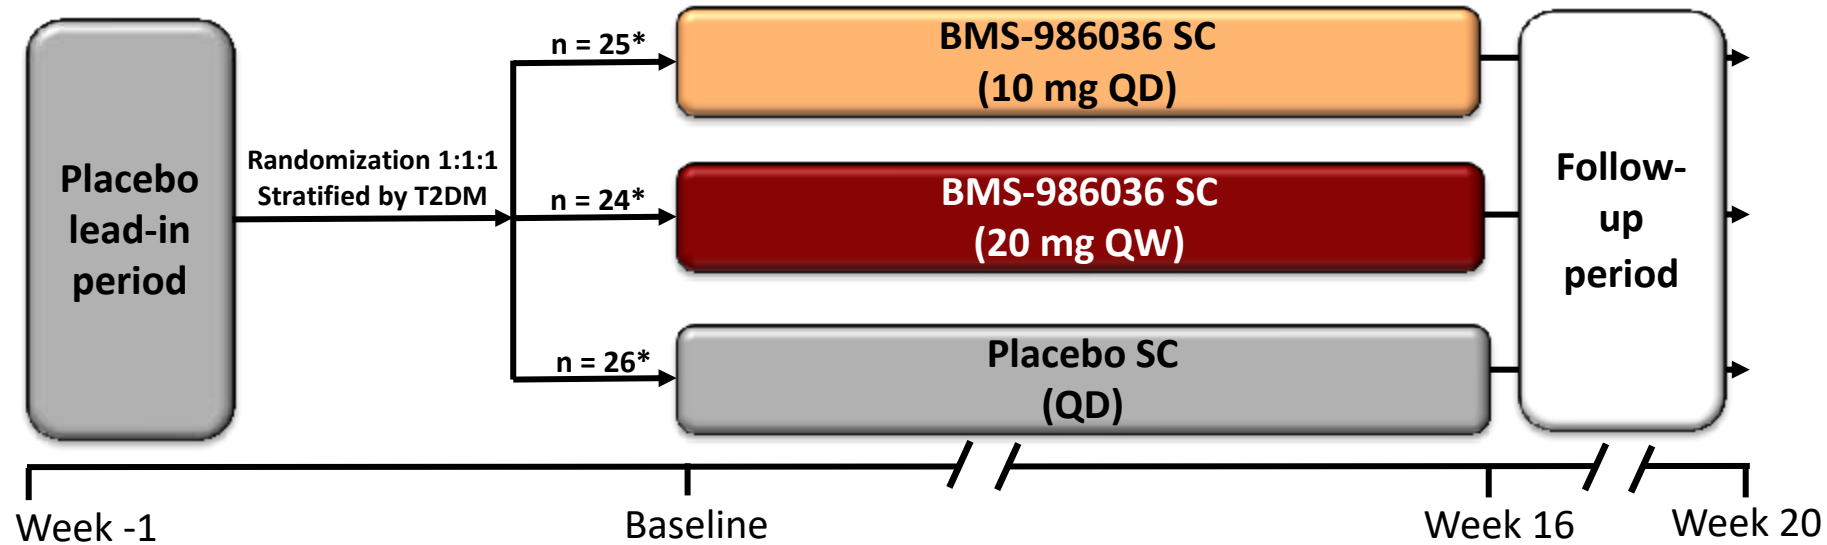 Placebo
lead-in
period
Randomization 1:1:1
Stratified by T2DM
n = 25*
BMS-986036 SC
(10 mg QD)
n = 24*
BMS-986036 SC
(20 mg QW)
n = 26*
Placebo SC
(QD)
Follow-
up
period
Week -1
Baseline
Week 16
Week 20